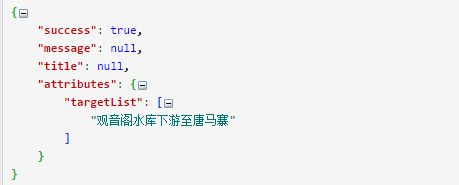 {
"success": true,
"message": null,
"title": null,
"attributes": {
"targetList": [
"观音阁水库下游至唐马寨"
]
}
}